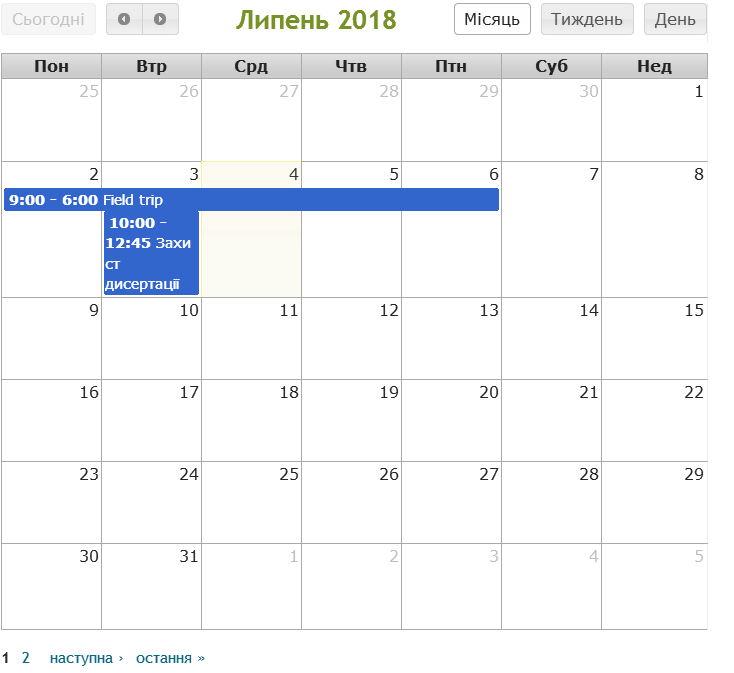 Сьогодні Липень 2018 Місяць Тиждень День
Пон Втр Срд Чтв Птн Суб Нед
25 26 27 28 29 30 1
2 3 4 5 6 7 8
9:00 - 6:00 Field trip
10:00 -
12:45 Захи
ст
дисертації
9 10 11 12 13 14 15
16 17 18 19 20 21 22
23 24 25 26 27 28 29
30 31 1 2 3 4 5
1 2 наступна › остання »